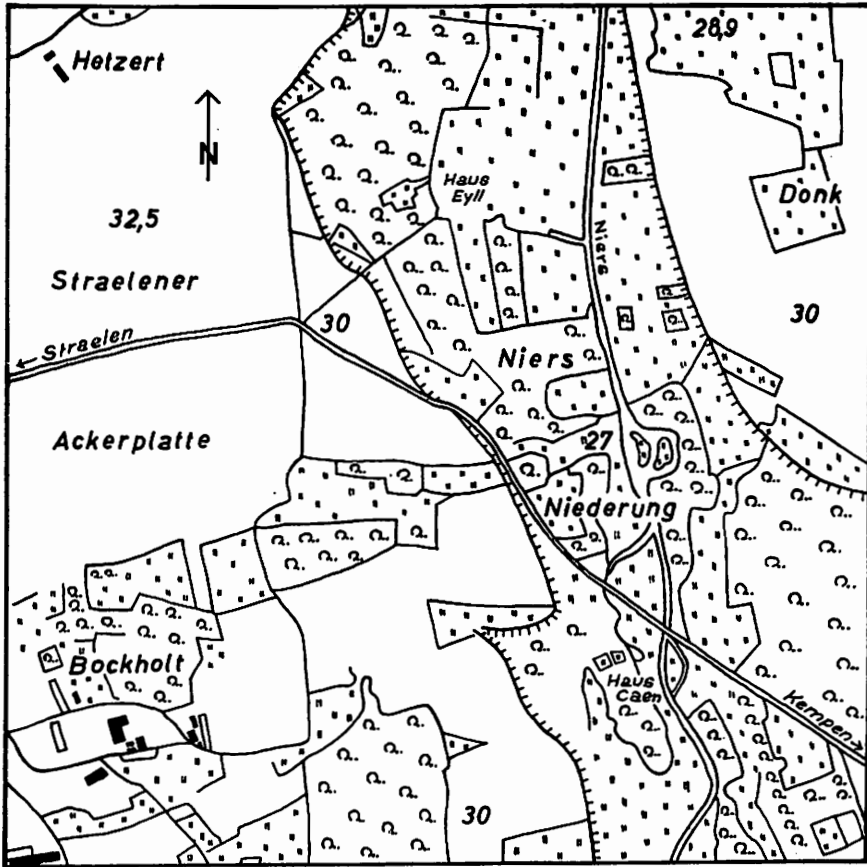 28,9
Hetzert
N
Haus
Eyll
Donk
32,5
Niers
Straelener
30
30
← Straelen
Niers
Ackerplatte
27
Niederung
Bockholt
Haus
Caen
Kempen →
30